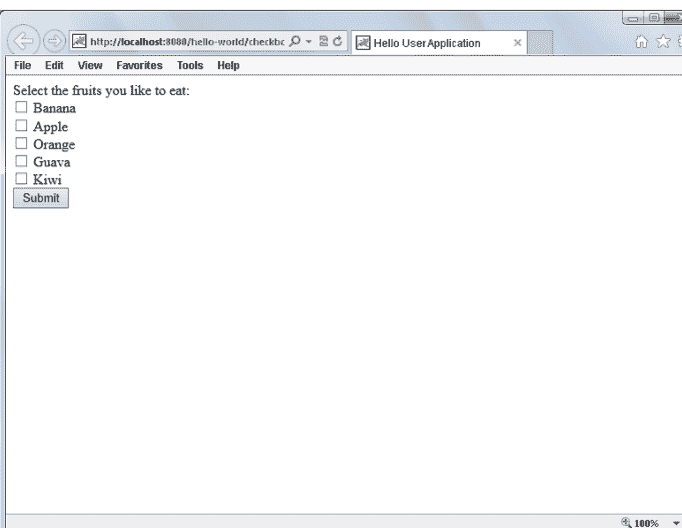 http://localhost:8080/hello-world/checkbc
Hello User Application
File Edit View Favorites Tools Help
Select the fruits you like to eat:
Banana
Apple
Orange
Guava
Kiwi
Submit
100%